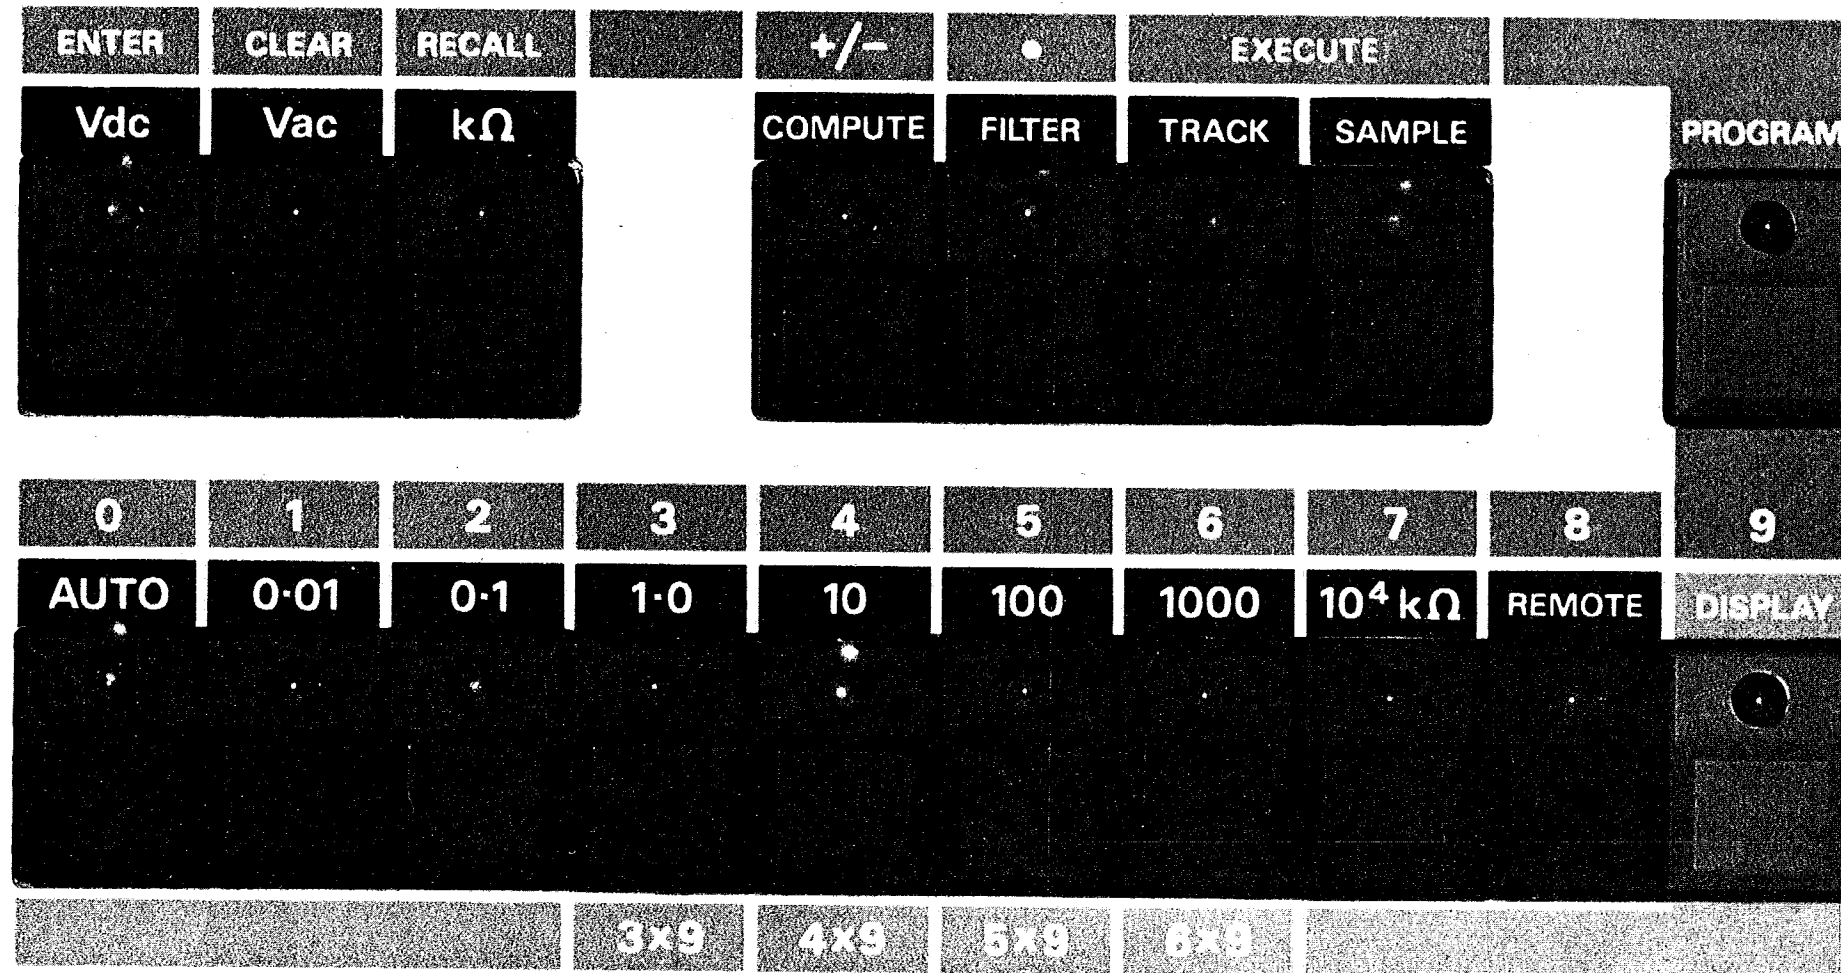 ENTER CLEAR RECALL +/− • EXECUTE
Vdc Vac kΩ COMPUTE FILTER TRACK SAMPLE PROGRAM
0 1 2 3 4 5 6 7 8 9
AUTO 0·01 0·1 1·0 10 100 1000 10⁴ kΩ REMOTE DISPLAY
3x9 4x9 5x9 6x9